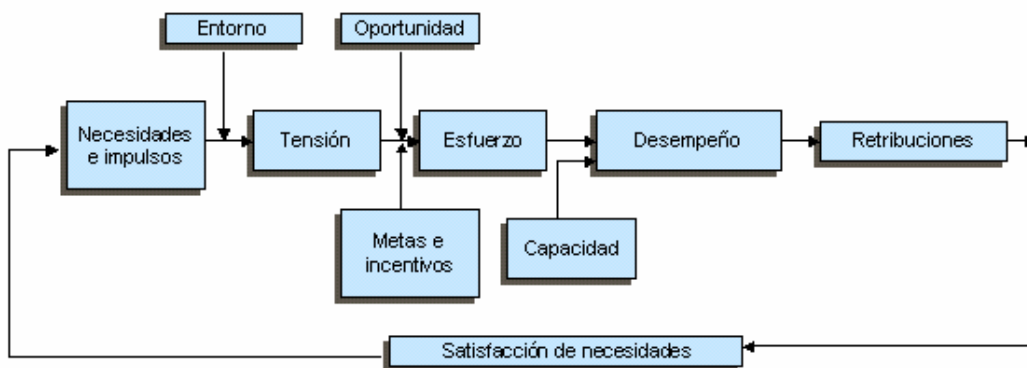 Entorno
Oportunidad
Necesidades
e impulsos
Tensión
Esfuerzo
Desempeño
Retribuciones
Metas e
incentivos
Capacidad
Satisfacción de necesidades